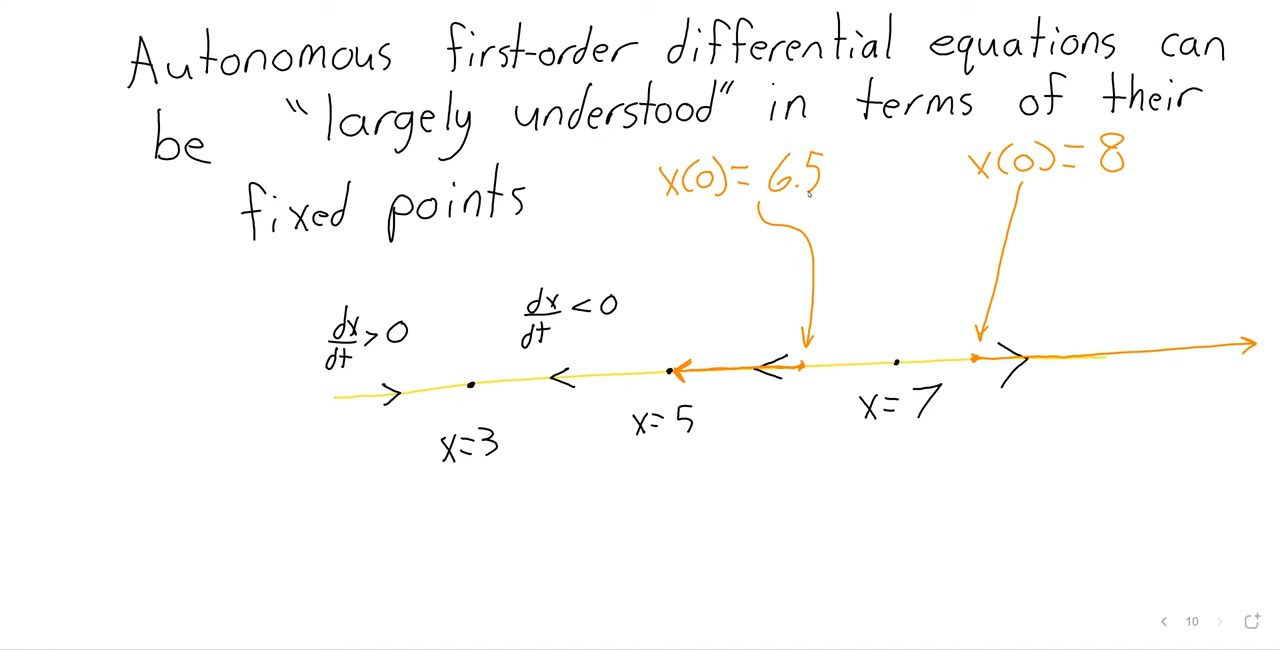 Autonomous first-order differential equations can
be "largely understood" in terms of their
fixed points
x(0) = 6.5
x(0) = 8
dx/dt > 0
dx/dt < 0
x=3
x=5
x=7
10